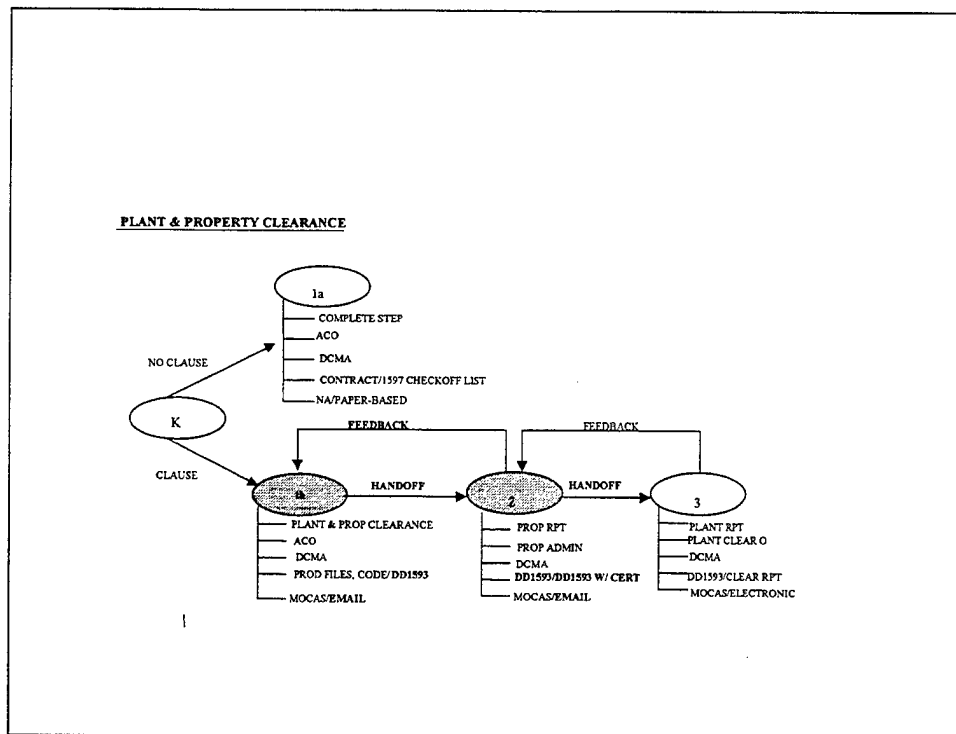 PLANT & PROPERTY CLEARANCE
1a
COMPLETE STEP
ACO
DCMA
CONTRACT/1597 CHECKOFF LIST
NA/PAPER-BASED
NO CLAUSE
K
CLAUSE
FEEDBACK
FEEDBACK
HANDOFF
2
HANDOFF
3
PLANT & PROP CLEARANCE
ACO
DCMA
PROD FILES, CODE/DD1593
MOCAS/EMAIL
PROP RPT
PROP ADMIN
DCMA
DD1593/DD1593 W/ CERT
MOCAS/EMAIL
PLANT RPT
PLANT CLEAR O
DCMA
DD1593/CLEAR RPT
MOCAS/ELECTRONIC